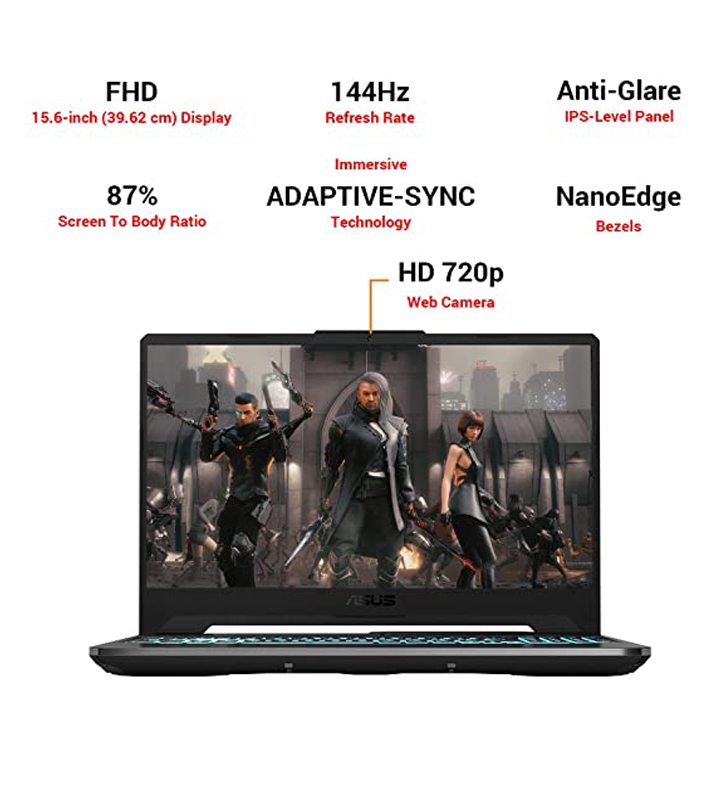 FHD
15.6-inch (39.62 cm) Display
144Hz
Refresh Rate
Anti-Glare
IPS-Level Panel
87%
Screen To Body Ratio
Immersive
ADAPTIVE-SYNC
Technology
NanoEdge
Bezels
HD 720p
Web Camera
ASUS